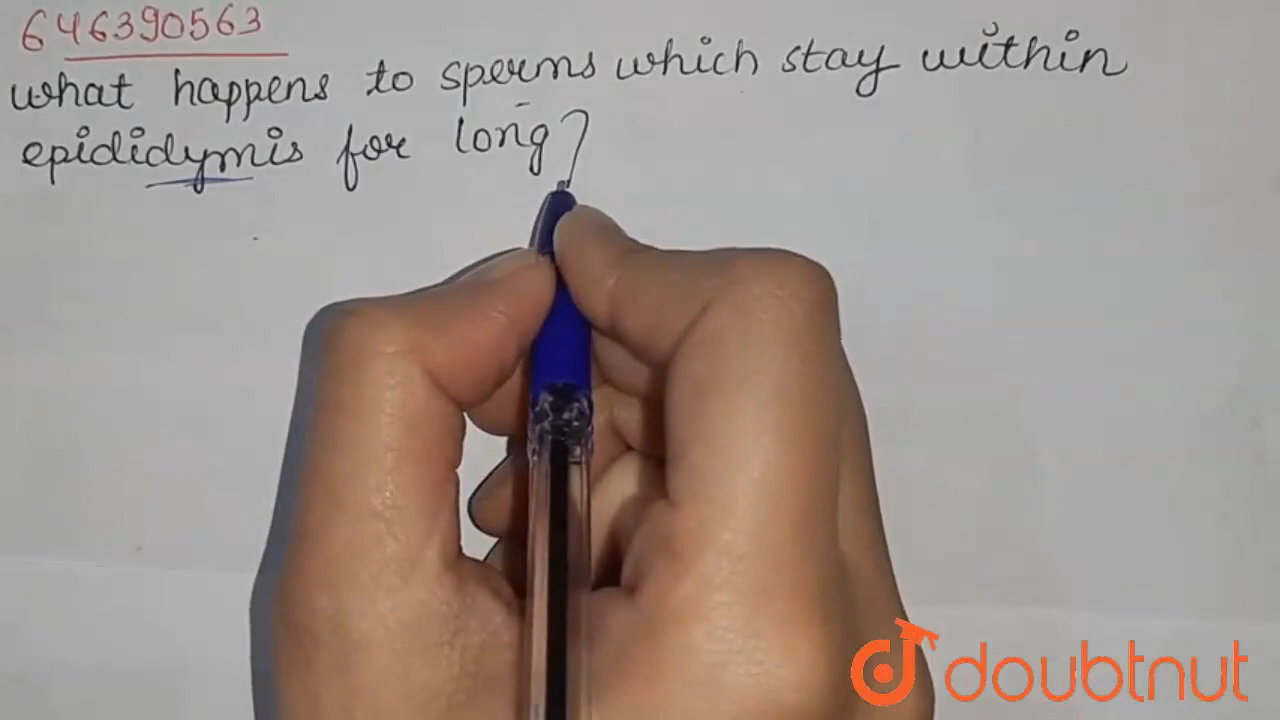 646390563
what happens to sperms which stay within
epididymis for long?
doubtnut